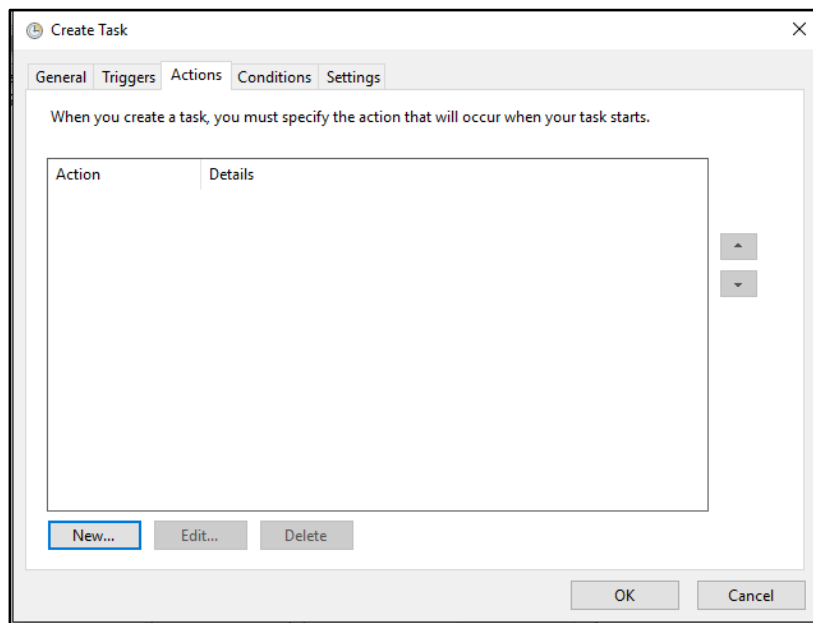 Create Task
General Triggers Actions Conditions Settings
When you create a task, you must specify the action that will occur when your task starts.
Action Details
New... Edit... Delete
OK Cancel